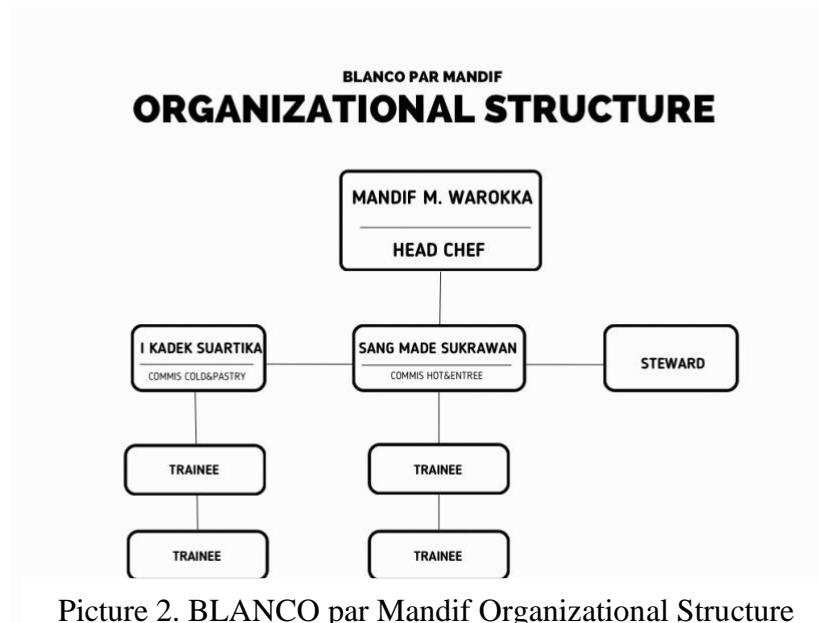 BLANCO PAR MANDIF
ORGANIZATIONAL STRUCTURE
MANDIF M. WAROKKA
HEAD CHEF
I KADEK SUARTIKA
COMMIS COLD&PASTRY
SANG MADE SUKRAWAN
COMMIS HOT&ENTREE
STEWARD
TRAINEE
TRAINEE
TRAINEE
TRAINEE
Picture 2. BLANCO par Mandif Organizational Structure